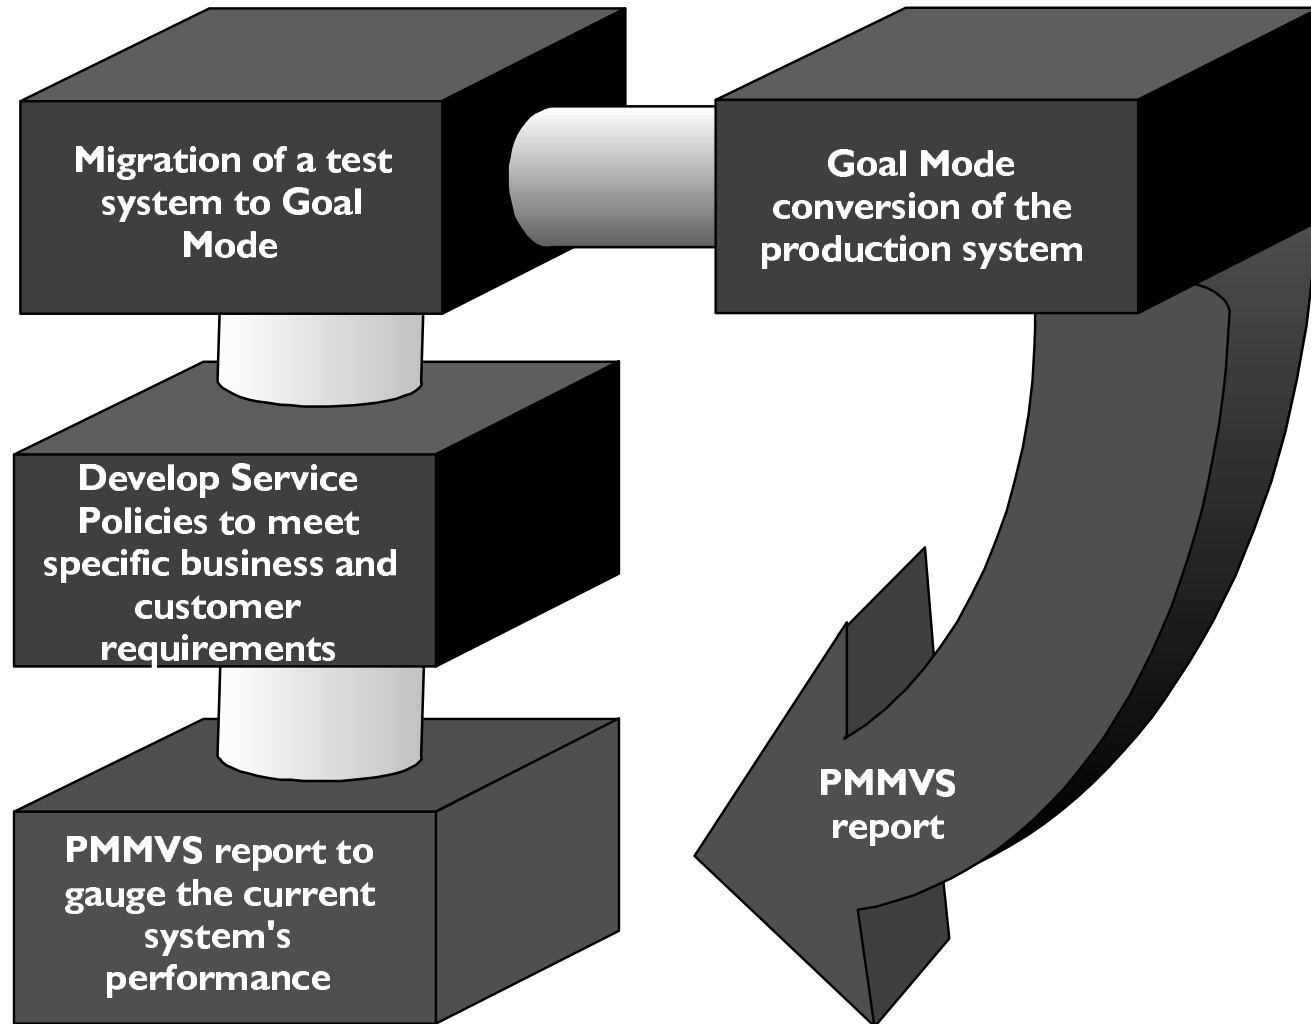 Migration of a test
system to Goal
Mode
Goal Mode
conversion of the
production system
Develop Service
Policies to meet
specific business and
customer
requirements
PMMVS
report
PMMVS report to
gauge the current
system's
performance